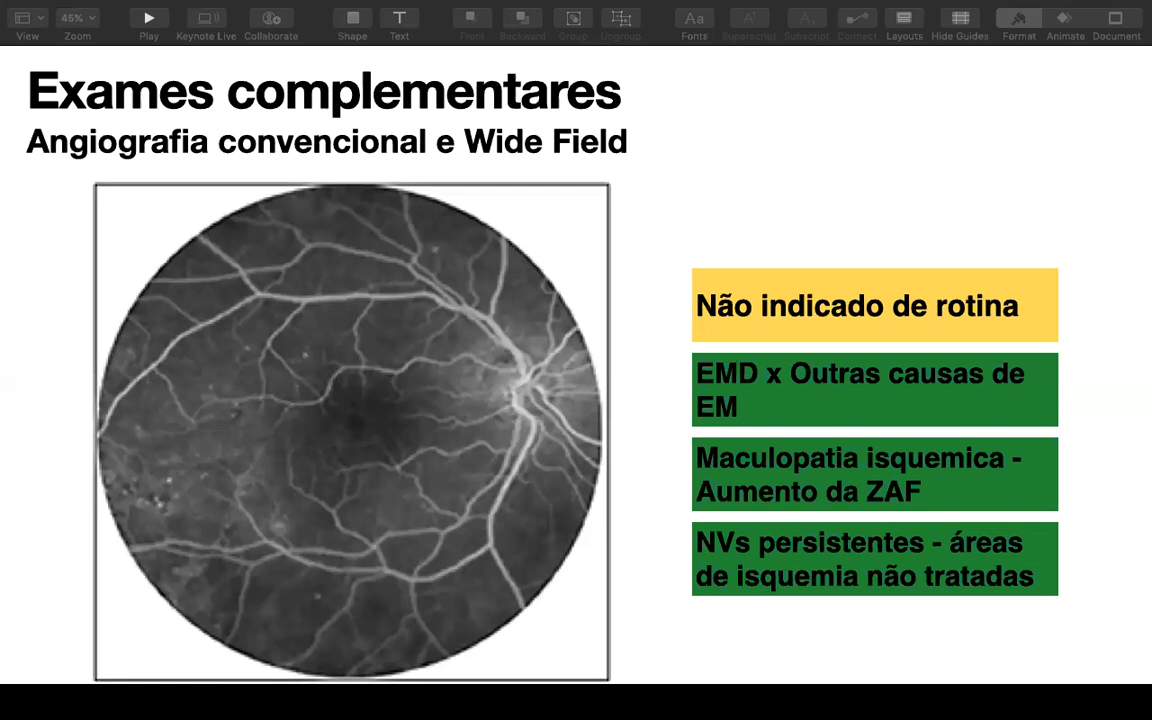 45%
View
Zoom
Play
Keynote Live
Collaborate
Shape
T
Text
Front
Backward
Group
Ungroup
Aa
Fonts
Superscript
Subscript
Connect
Layouts
Hide Guides
Format
Animate
Document
Exames complementares
Angiografia convencional e Wide Field
Não indicado de rotina
EMD x Outras causas de
EM
Maculopatia isquemica -
Aumento da ZAF
NVs persistentes - áreas
de isquemia não tratadas